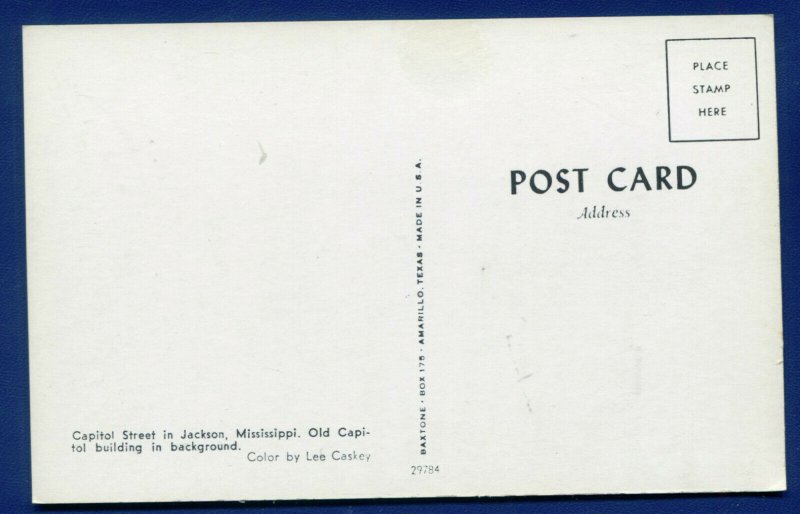 PLACE
STAMP
HERE
POST CARD
Address
BAXTONE · BOX 175 · AMARILLO, TEXAS · MADE IN U.S.A.
Capitol Street in Jackson, Mississippi. Old Capi-
tol building in background.
Color by Lee Caskey
29784